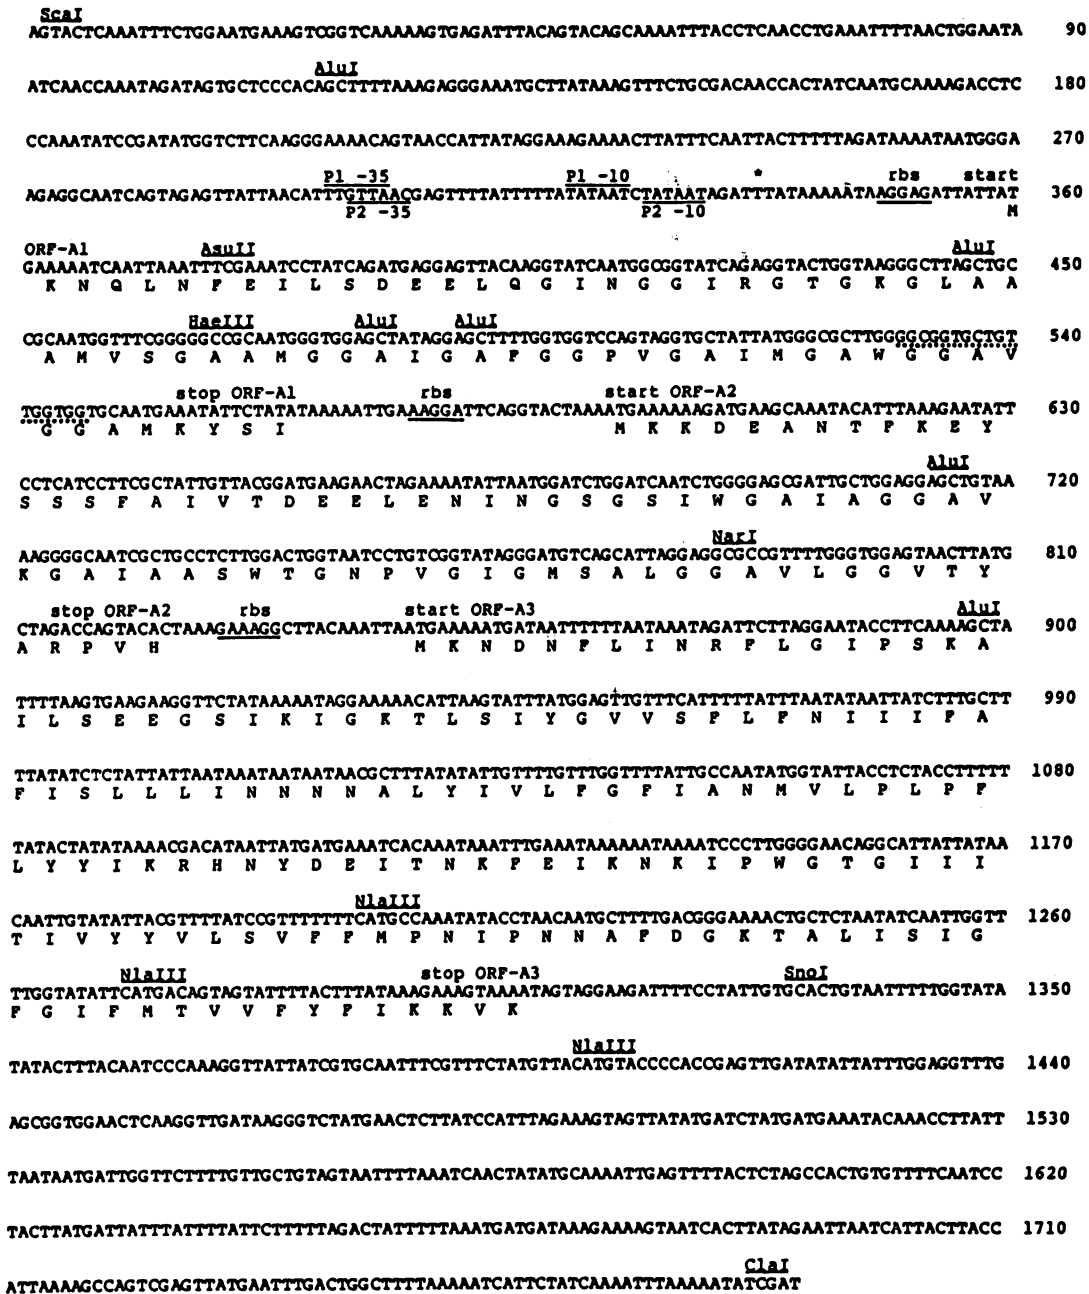 ScaI
AGTACTCAAATTTCTGGAATGAAAGTCGGTCAAAAAGTGAGATTTACAGTACAGCAAAATTTACCTCAACCTGAAATTTTAACTGGAATA 90
AluI
ATCAACCAAATAGATAGTGCTCCCACAGCTTTTAAAGAGGGAAATGCTTATAAAGTTTCTGCGACAACCACTATCAATGCAAAAGACCTC 180
CCAAATATCCGATATGGTCTTCAAGGGAAAACAGTAACCATTATAGGAAAGAAAACTTATTTCAATTACTTTTTAGATAAAATAATGGGA 270
P1 -35 P1 -10 * rbs start
AGAGGCAATCAGTAGAGTTATTAACATTTGTTAACGAGTTTTATTTTTATATAATCTATAATAGATTTATAAAAATAAGGAGATTATTAT 360
P2 -35 P2 -10 M
ORF-A1 AsuII AluI
GAAAAATCAATTAAATTTCGAAATCCTATCAGATGAGGAGTTACAAGGTATCAATGGCGGTATCAGAGGTACTGGTAAGGGCTTAGCTGC 450
K N Q L N F E I L S D E E L Q G I N G G I R G T G K G L A A
HaeIII AluI AluI
CGCAATGGTTTCGGGGGCCGCAATGGGTGGAGCTATAGGAGCTTTTGGTGGTCCAGTAGGTGCTATTATGGGCGCTTGGGGCGGTGCTGT 540
A M V S G A A M G G A I G A F G G P V G A I M G A W G G A V
stop ORF-A1 rbs start ORF-A2
TGGTGGTGCAATGAAATATTCTATATAAAAATTGAAAGGATTCAGGTACTAAAATGAAAAAAGATGAAGCAAATACATTTAAAGAATATT 630
G G A M K Y S I M K K D E A N T F K E Y
AluI
CCTCATCCTTCGCTATTGTTACGGATGAAGAACTAGAAAATATTAATGGATCTGGATCAATCTGGGGAGCGATTGCTGGAGGAGCTGTAA 720
S S S F A I V T D E E L E N I N G S G S I W G A I A G G A V
NarI
AAGGGGCAATCGCTGCCTCTTGGACTGGTAATCCTGTCGGTATAGGGATGTCAGCATTAGGAGGCGCCGTTTTGGGTGGAGTAACTTATG 810
K G A I A A S W T G N P V G I G M S A L G G A V L G G V T Y
stop ORF-A2 rbs start ORF-A3 AluI
CTAGACCAGTACACTAAAGAAAGGCTTACAAATTAATGAAAAATGATAATTTTTTAATAAATAGATTCTTAGGAATACCTTCAAAAGCTA 900
A R P V H M K N D N F L I N R F L G I P S K A
TTTTAAGTGAAGAAGGTTCTATAAAAATAGGAAAAACATTAAGTATTTATGGAGTTGTTTCATTTTTATTTAATATAATTATCTTTGCTT 990
I L S E E G S I K I G K T L S I Y G V V S F L F N I I I F A
TTATATCTCTATTATTAATAAATAATAATAACGCTTTATATATTGTTTTGTTTGGTTTTATTGCCAATATGGTATTACCTCTACCTTTTT 1080
F I S L L L I N N N N A L Y I V L F G F I A N M V L P L P F
TATACTATATAAAACGACATAATTATGATGAAATCACAAATAAATTTGAAATAAAAAATAAAATCCCTTGGGGAACAGGCATTATTATAA 1170
L Y Y I K R H N Y D E I T N K F E I K N K I P W G T G I I I
NlaIII
CAATTGTATATTACGTTTTATCCGTTTTTTTCATGCCAAATATACCTAACAATGCTTTTGACGGGAAAACTGCTCTAATATCAATTGGTT 1260
T I V Y Y V L S V F F M P N I P N N A F D G K T A L I S I G
NlaIII stop ORF-A3 SnoI
TTGGTATATTCATGACAGTAGTATTTTACTTTATAAAGAAAGTAAAATAGTAGGAAGATTTTCCTATTGTGCACTGTAATTTTTGGTATA 1350
F G I F M T V V F Y F I K K V K
NlaIII
TATACTTTACAATCCCAAAGGTTATTATCGTGCAATTTCGTTTCTATGTTACATGTACCCCACCGAGTTGATATATTATTTGGAGGTTTG 1440
AGCGGTGGAACTCAAGGTTGATAAGGGTCTATGAACTCTTATCCATTTAGAAAGTAGTTATATGATCTATGATGAAATACAAACCTTATT 1530
TAATAATGATTGGTTCTTTTGTTGCTGTAGTAATTTTAAATCAACTATATGCAAAATTGAGTTTTACTCTAGCCACTGTGTTTTCAATCC 1620
TACTTATGATTATTTATTTTATTCTTTTTAGACTATTTTTAAATGATGATAAAGAAAAGTAATCACTTATAGAATTAATCATTACTTACC 1710
ClaI
ATTAAAAGCCAGTCGAGTTATGAATTTGACTGGCTTTTAAAAATCATTCTATCAAAATTTAAAAATATCGAT